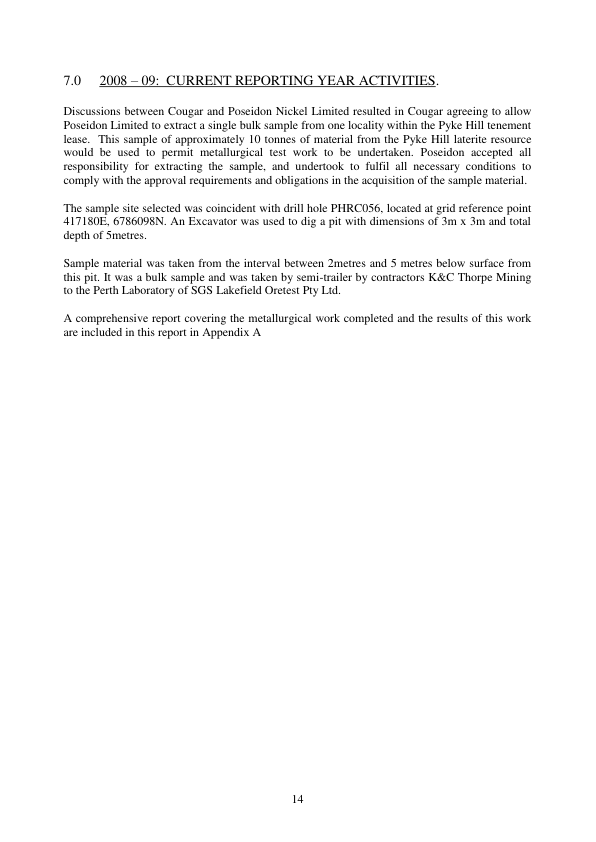 7.0 2008 – 09: CURRENT REPORTING YEAR ACTIVITIES.
Discussions between Cougar and Poseidon Nickel Limited resulted in Cougar agreeing to allow
Poseidon Limited to extract a single bulk sample from one locality within the Pyke Hill tenement
lease. This sample of approximately 10 tonnes of material from the Pyke Hill laterite resource
would be used to permit metallurgical test work to be undertaken. Poseidon accepted all
responsibility for extracting the sample, and undertook to fulfil all necessary conditions to
comply with the approval requirements and obligations in the acquisition of the sample material.
The sample site selected was coincident with drill hole PHRC056, located at grid reference point
417180E, 6786098N. An Excavator was used to dig a pit with dimensions of 3m x 3m and total
depth of 5metres.
Sample material was taken from the interval between 2metres and 5 metres below surface from
this pit. It was a bulk sample and was taken by semi-trailer by contractors K&C Thorpe Mining
to the Perth Laboratory of SGS Lakefield Oretest Pty Ltd.
A comprehensive report covering the metallurgical work completed and the results of this work
are included in this report in Appendix A
14